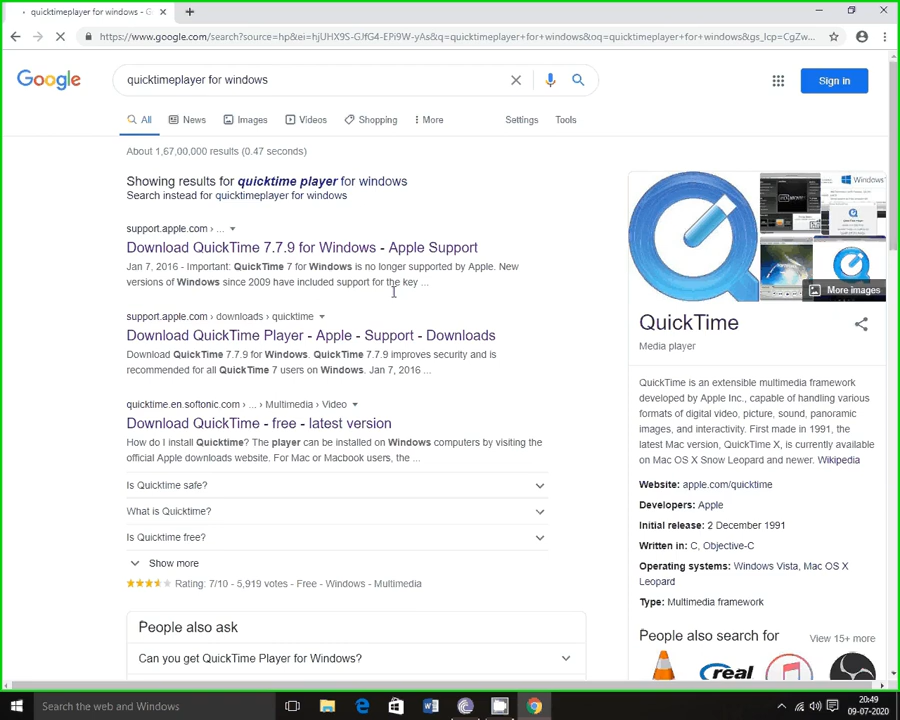 quicktimeplayer for windows - G
https://www.google.com/search?source=hp&ei=hjUHX9S-GJfG4-EPi9W-yAs&q=quicktimeplayer+for+windows&oq=quicktimeplayer+for+windows&gs_lcp=CgZw...
Google
quicktimeplayer for windows
Sign in
All
News
Images
Videos
Shopping
More
Settings
Tools
About 1,67,00,000 results (0.47 seconds)
Showing results for quicktime player for windows
Search instead for quicktimeplayer for windows
support.apple.com › ...
Download QuickTime 7.7.9 for Windows - Apple Support
Jan 7, 2016 - Important: QuickTime 7 for Windows is no longer supported by Apple. New
versions of Windows since 2009 have included support for the key ...
support.apple.com › downloads › quicktime
Download QuickTime Player - Apple - Support - Downloads
Download QuickTime 7.7.9 for Windows. QuickTime 7.7.9 improves security and is
recommended for all QuickTime 7 users on Windows. Jan 7, 2016 ...
quicktime.en.softonic.com › ... › Multimedia › Video
Download QuickTime - free - latest version
How do I install Quicktime? The player can be installed on Windows computers by visiting the
official Apple downloads website. For Mac or Macbook users, the ...
Is Quicktime safe?
What is Quicktime?
Is Quicktime free?
Show more
Rating: 7/10 - 5,919 votes - Free - Windows - Multimedia
People also ask
Can you get QuickTime Player for Windows?
Windows
More images
QuickTime
Media player
QuickTime is an extensible multimedia framework
developed by Apple Inc., capable of handling various
formats of digital video, picture, sound, panoramic
images, and interactivity. First made in 1991, the
latest Mac version, QuickTime X, is currently available
on Mac OS X Snow Leopard and newer. Wikipedia
Website: apple.com/quicktime
Developers: Apple
Initial release: 2 December 1991
Written in: C, Objective-C
Operating systems: Windows Vista, Mac OS X
Leopard
Type: Multimedia framework
People also search for
View 15+ more
real
Search the web and Windows
20:49
09-07-2020